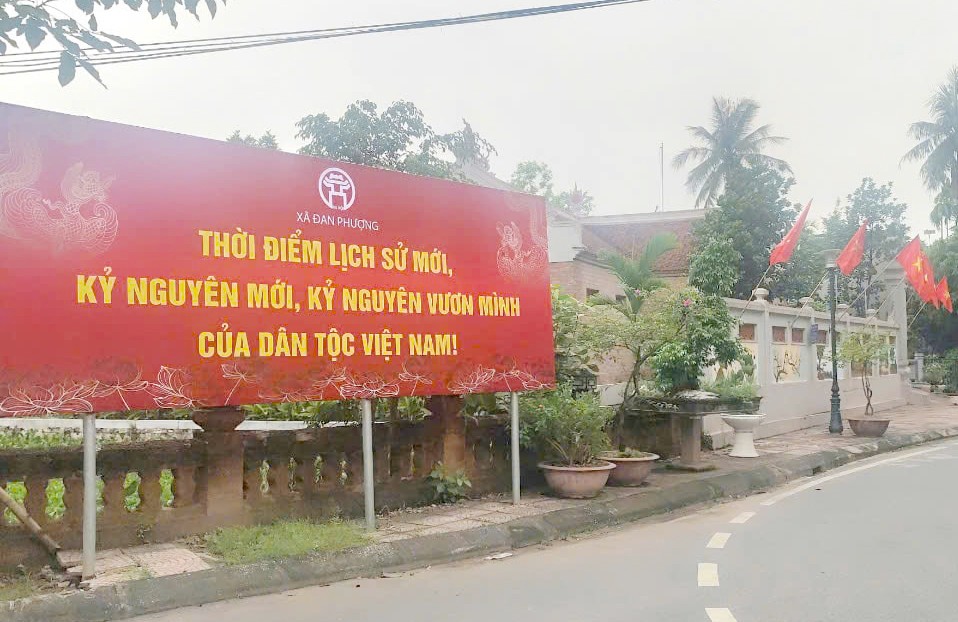 XÃ ĐAN PHƯỢNG
THỜI ĐIỂM LỊCH SỬ MỚI,
KỶ NGUYÊN MỚI, KỶ NGUYÊN VƯƠN MÌNH
CỦA DÂN TỘC VIỆT NAM!